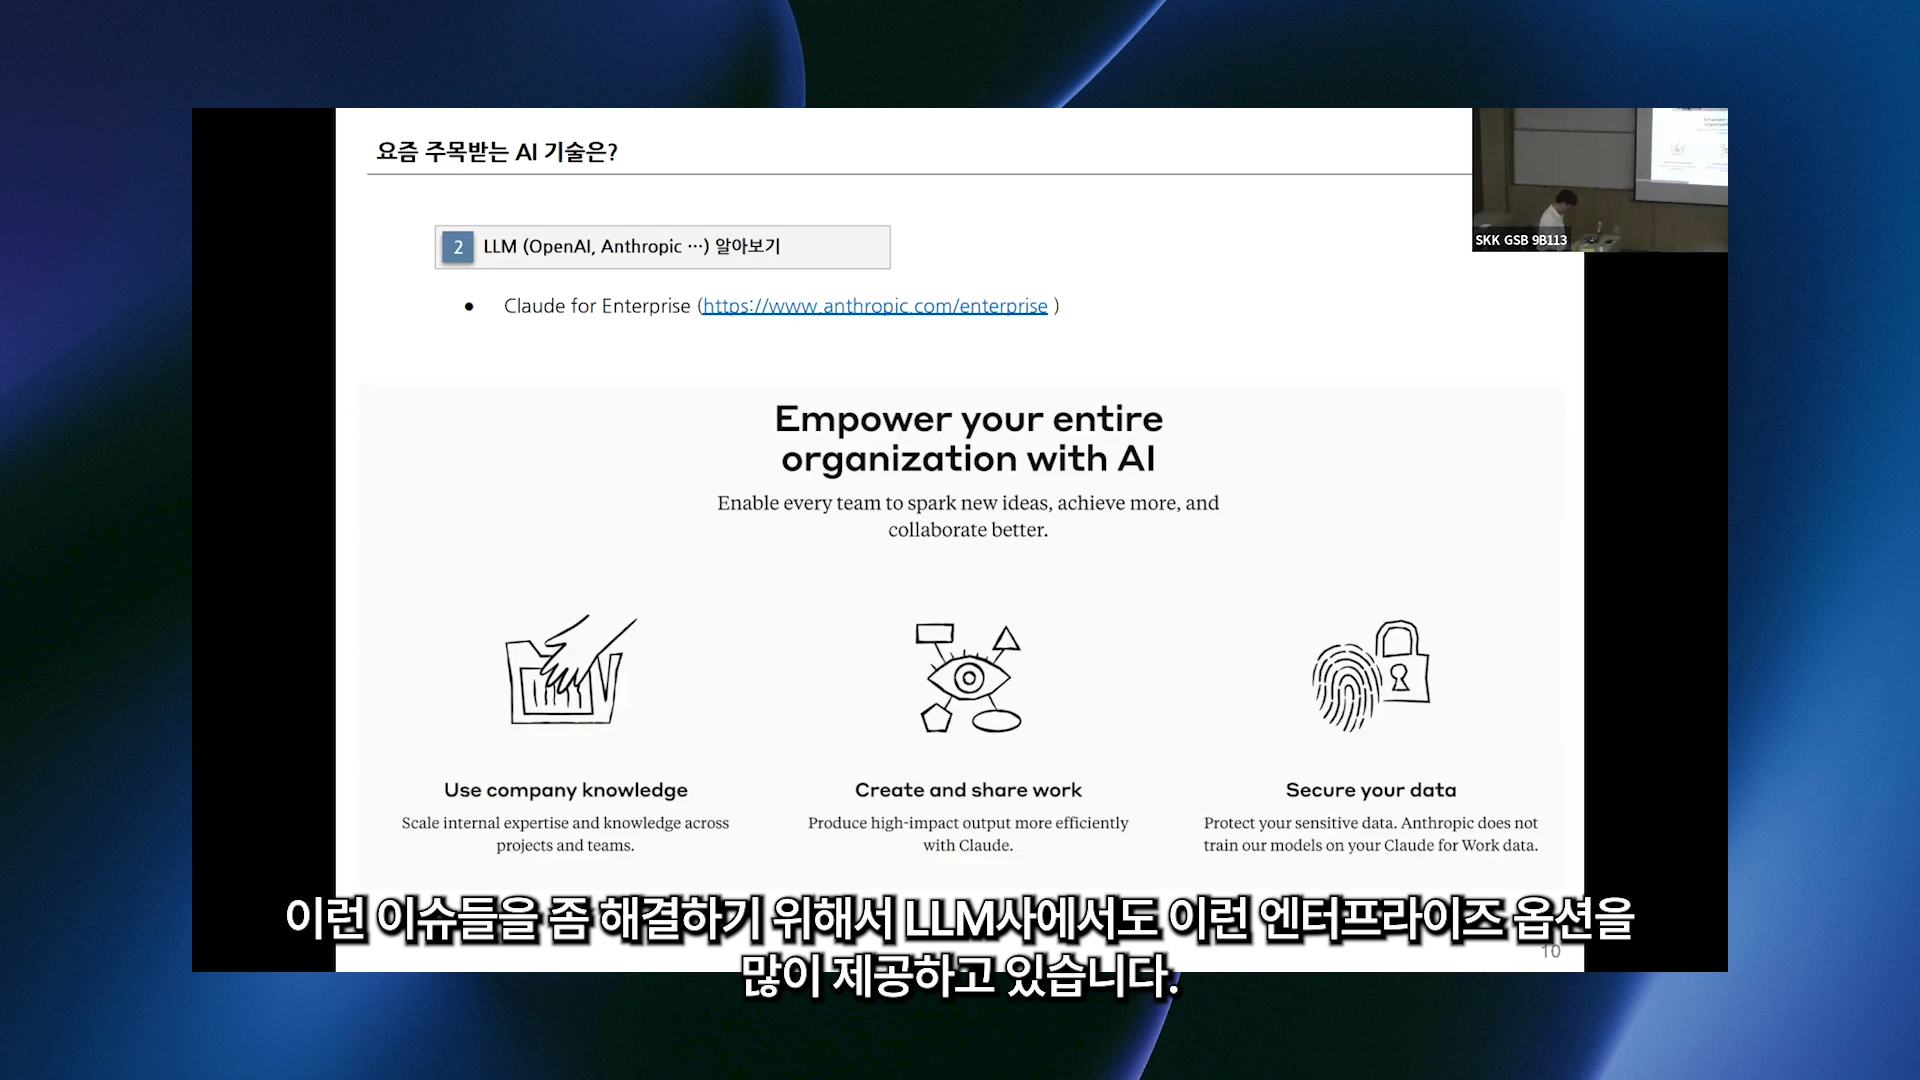 요즘 주목받는 AI 기술은?
2 LLM (OpenAI, Anthropic ···) 알아보기
● Claude for Enterprise (https://www.anthropic.com/enterprise )
SKK GSB 9B113
Empower your entire
organization with AI
Enable every team to spark new ideas, achieve more, and
collaborate better.
Use company knowledge
Scale internal expertise and knowledge across
projects and teams.
Create and share work
Produce high-impact output more efficiently
with Claude.
Secure your data
Protect your sensitive data. Anthropic does not
train our models on your Claude for Work data.
이런 이슈들을 좀 해결하기 위해서 LLM사에서도 이런 엔터프라이즈 옵션을
많이 제공하고 있습니다.
10